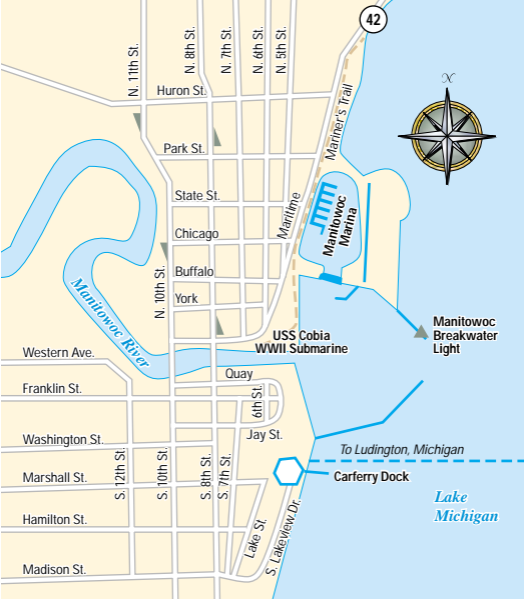 42
N. 11th St.
N. 8th St.
N. 7th St.
N. 6th St.
N. 5th St.
N
Huron St.
Mariner's Trail
Park St.
State St.
Maritime
Manitowoc
Marina
Chicago
Buffalo
N. 10th St.
York
Manitowoc River
USS Cobia
WWII Submarine
Manitowoc
Breakwater
Light
Western Ave.
Quay
Franklin St.
6th St.
Washington St.
Jay St.
To Ludington, Michigan
S. 12th St.
S. 10th St.
S. 8th St.
S. 7th St.
Marshall St.
Carferry Dock
Lake
Michigan
Hamilton St.
Lake St.
S. Lakeview Dr.
Madison St.